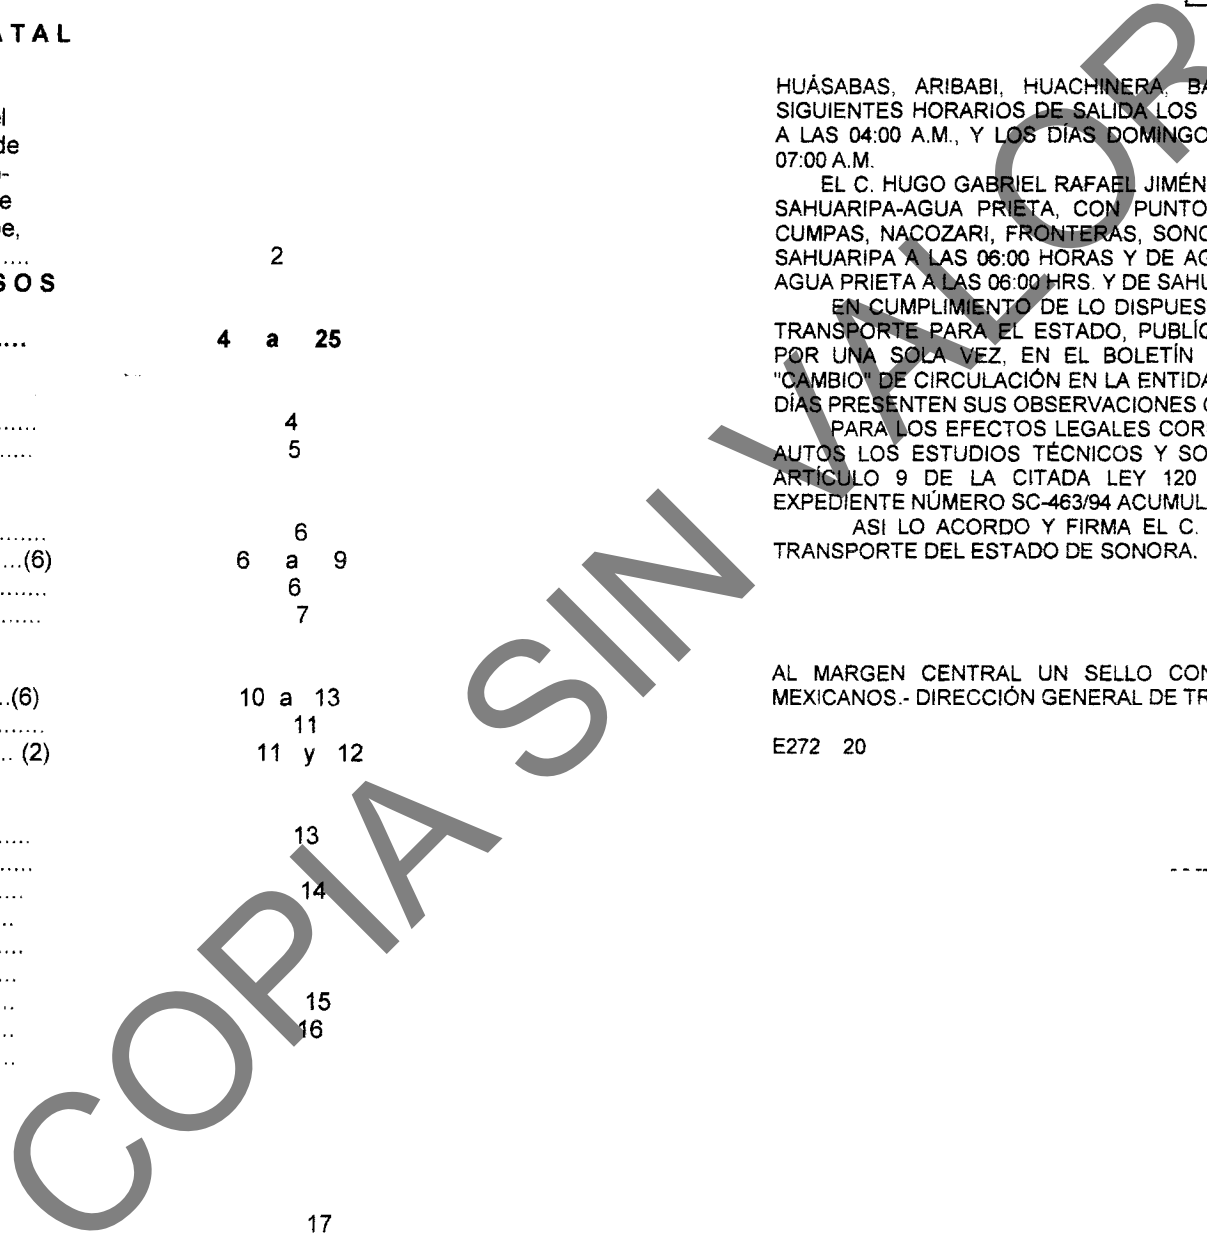 ATAL
el
de
e
e,
..... 2
SOS
.... 4 a 25
...... 4
..... 5
....... 6
....(6) 6 a 9
........ 6
....... 7
..(6) 10 a 13
....... 11
... (2) 11 y 12
..... 13
.....
.... 14
..
....
...
.. 15
.. 16
..
17
HUÁSABAS, ARIBABI, HUACHINERA, BA
SIGUIENTES HORARIOS DE SALIDA LOS
A LAS 04:00 A.M., Y LOS DÍAS DOMINGO
07:00 A.M.
EL C. HUGO GABRIEL RAFAEL JIMÉN
SAHUARIPA-AGUA PRIETA, CON PUNTO
CUMPAS, NACOZARI, FRONTERAS, SONO
SAHUARIPA A LAS 06:00 HORAS Y DE AG
AGUA PRIETA A LAS 06:00 HRS. Y DE SAHU
EN CUMPLIMIENTO DE LO DISPUES
TRANSPORTE PARA EL ESTADO, PUBLÍQ
POR UNA SOLA VEZ, EN EL BOLETÍN
"CAMBIO" DE CIRCULACIÓN EN LA ENTIDA
DÍAS PRESENTEN SUS OBSERVACIONES O
PARA LOS EFECTOS LEGALES COR
AUTOS LOS ESTUDIOS TÉCNICOS Y SO
ARTÍCULO 9 DE LA CITADA LEY 120
EXPEDIENTE NÚMERO SC-463/94 ACUMUL
ASI LO ACORDO Y FIRMA EL C.
TRANSPORTE DEL ESTADO DE SONORA.
AL MARGEN CENTRAL UN SELLO CON
MEXICANOS.- DIRECCIÓN GENERAL DE TR
E272 20
COPIA SIN VALOR